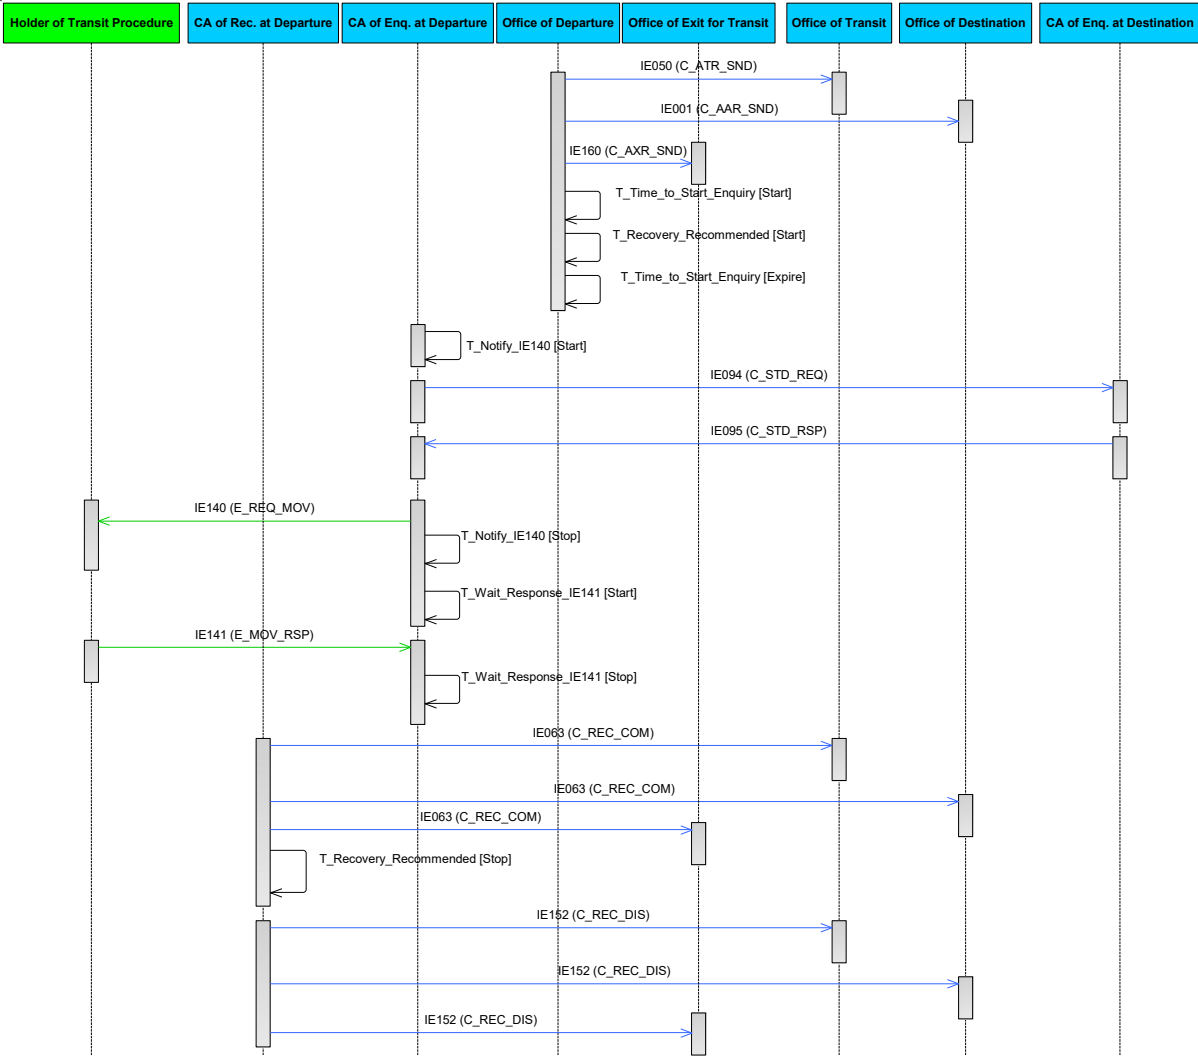 Holder of Transit Procedure
CA of Rec. at Departure
CA of Enq. at Departure
Office of Departure
Office of Exit for Transit
Office of Transit
Office of Destination
CA of Enq. at Destination
IE050 (C_ATR_SND)
IE001 (C_AAR_SND)
IE160 (C_AXR_SND)
T_Time_to_Start_Enquiry [Start]
T_Recovery_Recommended [Start]
T_Time_to_Start_Enquiry [Expire]
T_Notify_IE140 [Start]
IE094 (C_STD_REQ)
IE095 (C_STD_RSP)
IE140 (E_REQ_MOV)
T_Notify_IE140 [Stop]
T_Wait_Response_IE141 [Start]
IE141 (E_MOV_RSP)
T_Wait_Response_IE141 [Stop]
IE063 (C_REC_COM)
IE063 (C_REC_COM)
IE063 (C_REC_COM)
T_Recovery_Recommended [Stop]
IE152 (C_REC_DIS)
IE152 (C_REC_DIS)
IE152 (C_REC_DIS)